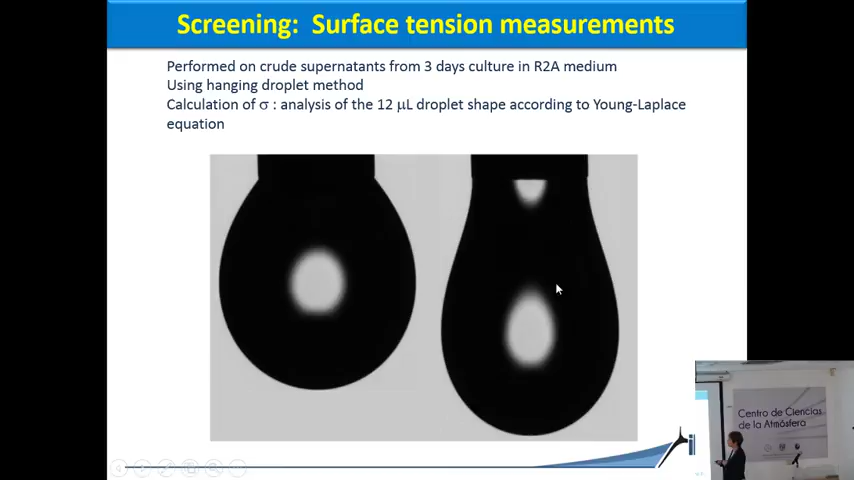 Screening:  Surface tension measurements
Performed on crude supernatants from 3 days culture in R2A medium
Using hanging droplet method
Calculation of σ : analysis of the 12 µL droplet shape according to Young-Laplace
equation
Centro de Ciencias
de la Atmósfera